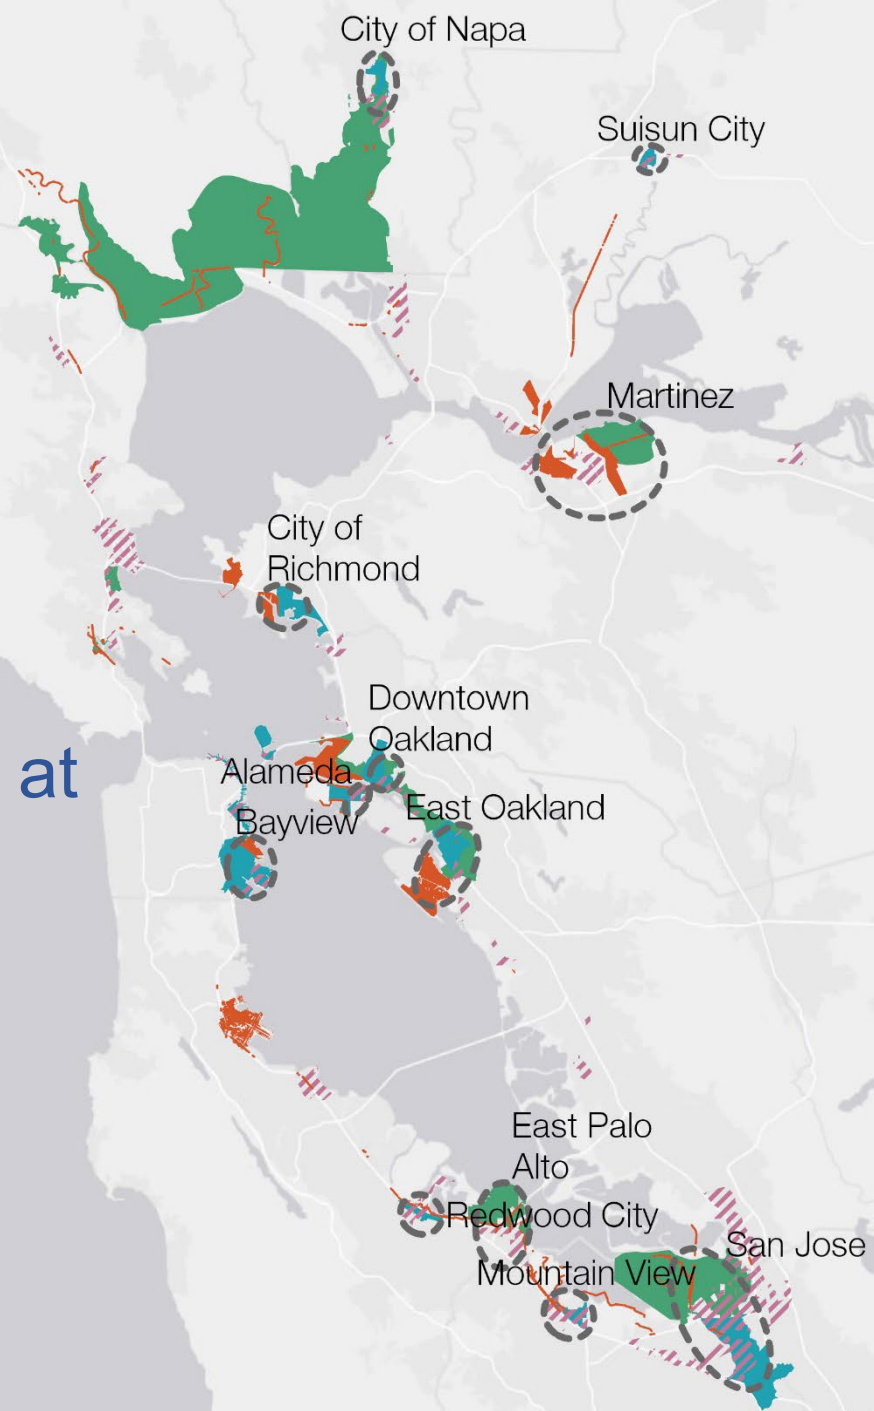 City of Napa
Suisun City
Martinez
City of
Richmond
Downtown
Oakland
at
Alameda
East Oakland
Bayview
East Palo
Alto
Redwood City
San Jose
Mountain View